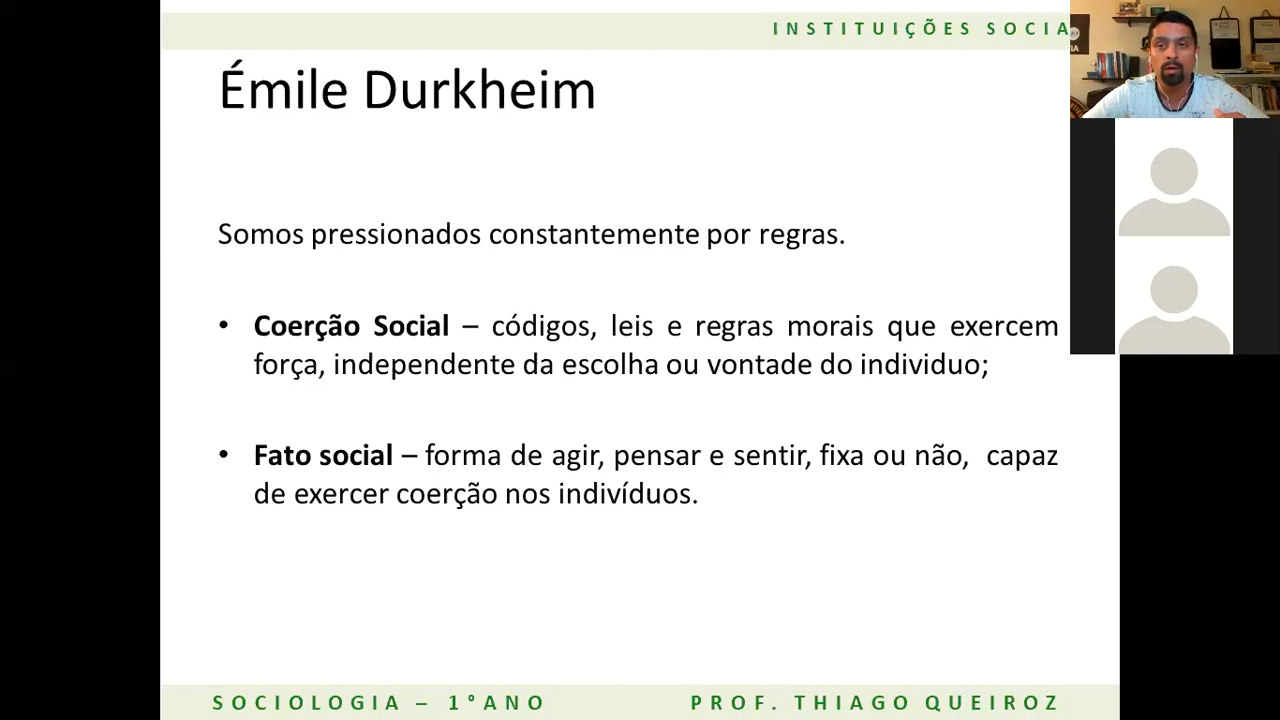 INSTITUIÇÕES SOCIA
Émile Durkheim
Somos pressionados constantemente por regras.
• Coerção Social – códigos, leis e regras morais que exercem
força, independente da escolha ou vontade do individuo;
• Fato social – forma de agir, pensar e sentir, fixa ou não, capaz
de exercer coerção nos indivíduos.
SOCIOLOGIA – 1°ANO
PROF. THIAGO QUEIROZ